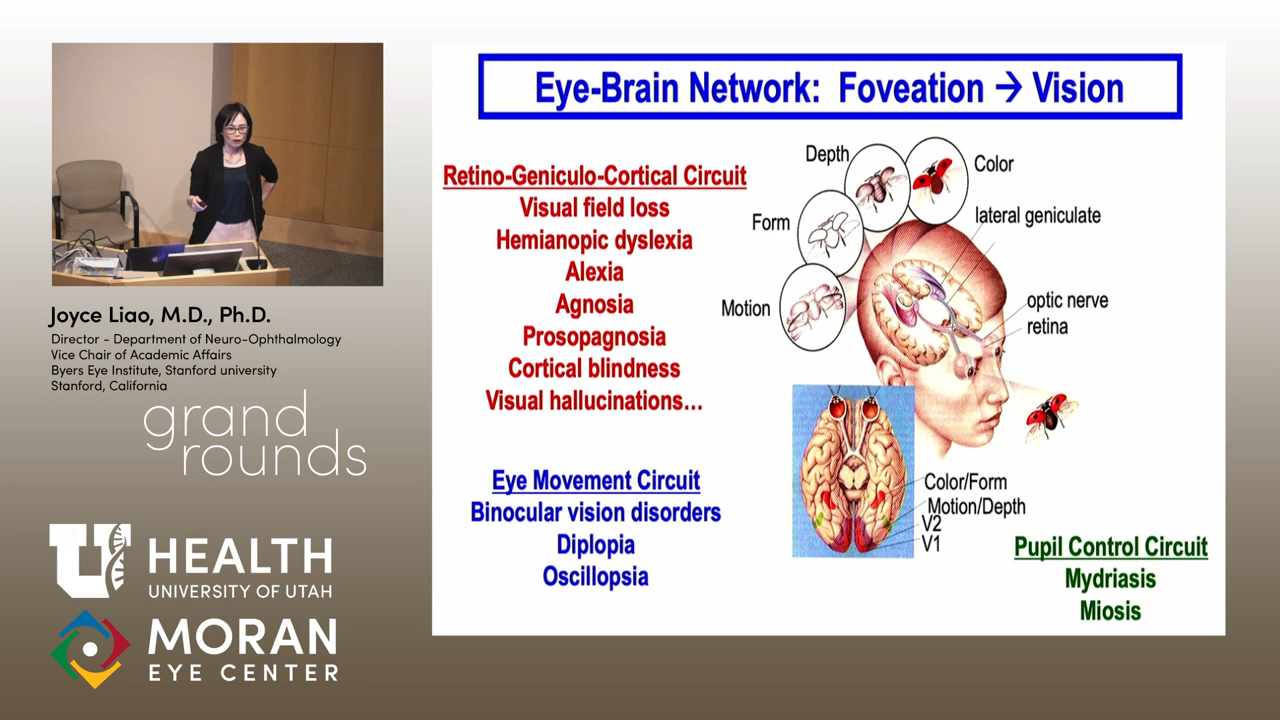 Joyce Liao, M.D., Ph.D.
Director - Department of Neuro-Ophthalmology
Vice Chair of Academic Affairs
Byers Eye Institute, Stanford university
Stanford, California
grand
rounds
U HEALTH
UNIVERSITY OF UTAH
MORAN
EYE CENTER
Eye-Brain Network: Foveation → Vision
Retino-Geniculo-Cortical Circuit
Visual field loss
Hemianopic dyslexia
Alexia
Agnosia
Prosopagnosia
Cortical blindness
Visual hallucinations...
Eye Movement Circuit
Binocular vision disorders
Diplopia
Oscillopsia
Depth
Color
Form
lateral geniculate
Motion
optic nerve
retina
Color/Form
Motion/Depth
V2
V1
Pupil Control Circuit
Mydriasis
Miosis